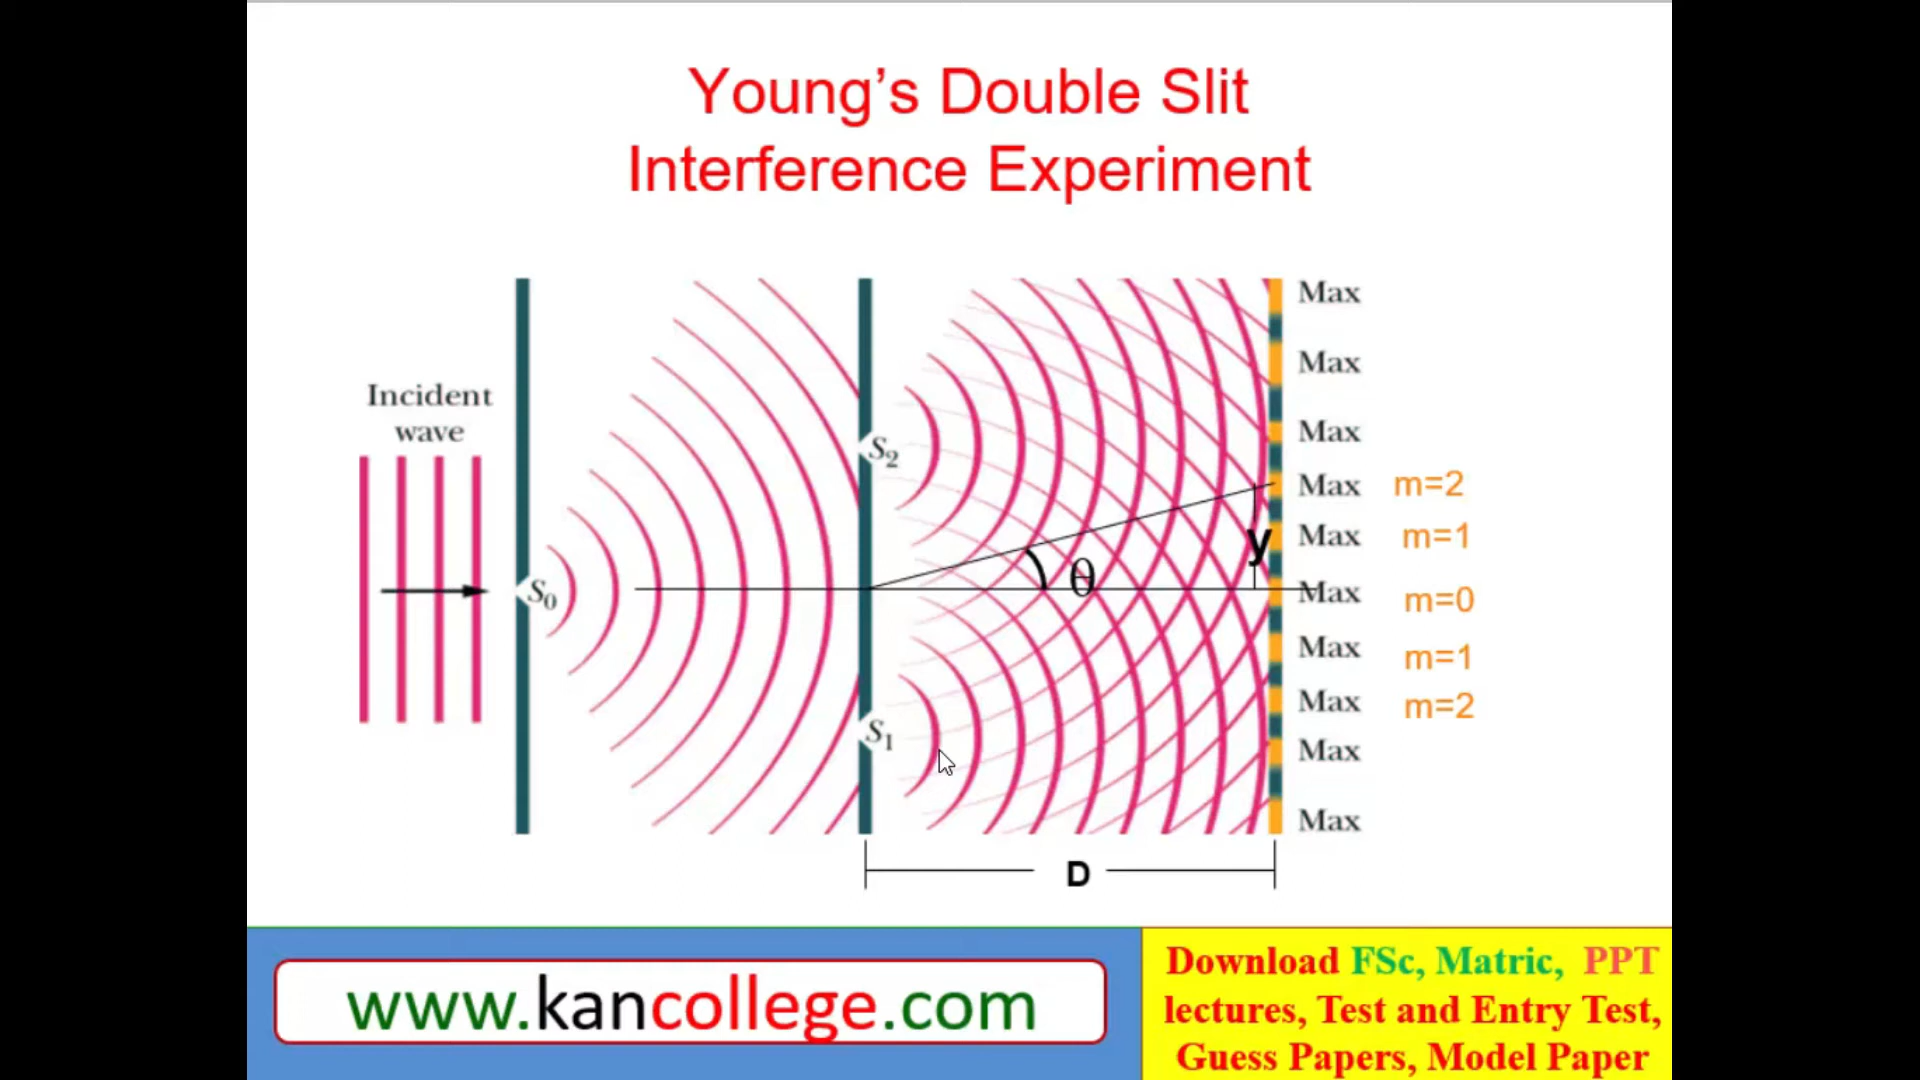 Young’s Double Slit
Interference Experiment
Incident
wave
S0
S2
S1
θ
y
D
Max
Max
Max
Max m=2
Max m=1
Max m=0
Max m=1
Max m=2
Max
Max
www.kancollege.com
Download FSc, Matric, PPT
lectures, Test and Entry Test,
Guess Papers, Model Paper